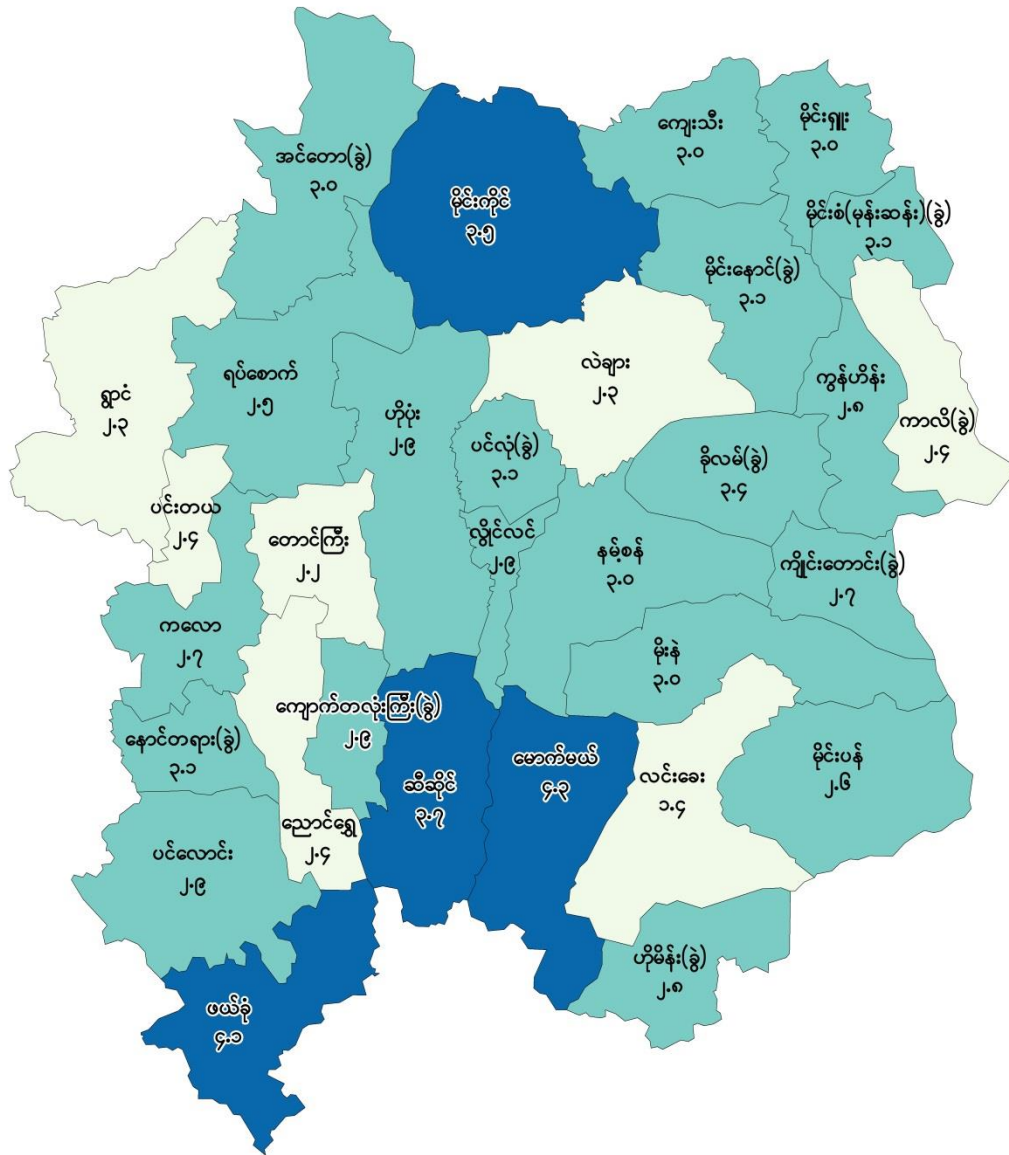 ကျေးသီး
၃.၀
မိုင်းရှူး
၃.၀
အင်တော(ခွဲ)
၃.၀
မိုင်းကိုင်
၃.၅
မိုင်းစံ(မုန်းဆန်း)(ခွဲ)
၃.၁
မိုင်းနောင်(ခွဲ)
၃.၁
လဲချား
၂.၃
ရပ်စောက်
၂.၅
ကွန်ဟိန်း
၂.၈
ရွာငံ
၂.၃
ဟိုပုံး
၂.၉
ကာလိ(ခွဲ)
၂.၄
ပင်လုံ(ခွဲ)
၃.၁
ခိုလမ်(ခွဲ)
၃.၄
ပင်းတယ
၂.၄
တောင်ကြီး
၂.၂
လွိုင်လင်
၂.၉
နမ့်စန်
၃.၀
ကျိုင်းတောင်း(ခွဲ)
၂.၇
ကလော
၂.၇
မိုးနဲ
၃.၀
ကျောက်တလုံးကြီး(ခွဲ)
၂.၉
နောင်တရား(ခွဲ)
၃.၁
ဆီဆိုင်
၃.၇
မောက်မယ်
၄.၃
လင်းခေး
၁.၄
မိုင်းပန်
၂.၆
ညောင်ရွှေ
၂.၄
ပင်လောင်း
၂.၉
ဟိုမိန်း(ခွဲ)
၂.၈
ဖယ်ခုံ
၄.၁